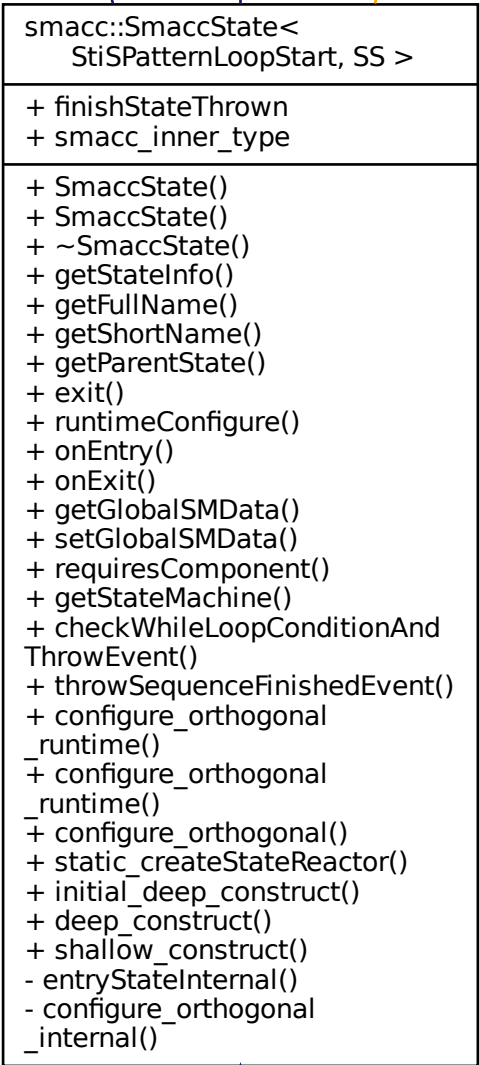 smacc::SmaccState<
StiSPatternLoopStart, SS >
+ finishStateThrown
+ smacc_inner_type
+ SmaccState()
+ SmaccState()
+ ~SmaccState()
+ getStateInfo()
+ getFullName()
+ getShortName()
+ getParentState()
+ exit()
+ runtimeConfigure()
+ onEntry()
+ onExit()
+ getGlobalSMData()
+ setGlobalSMData()
+ requiresComponent()
+ getStateMachine()
+ checkWhileLoopConditionAnd
ThrowEvent()
+ throwSequenceFinishedEvent()
+ configure_orthogonal
_runtime()
+ configure_orthogonal
_runtime()
+ configure_orthogonal()
+ static_createStateReactor()
+ initial_deep_construct()
+ deep_construct()
+ shallow_construct()
- entryStateInternal()
- configure_orthogonal
_internal()